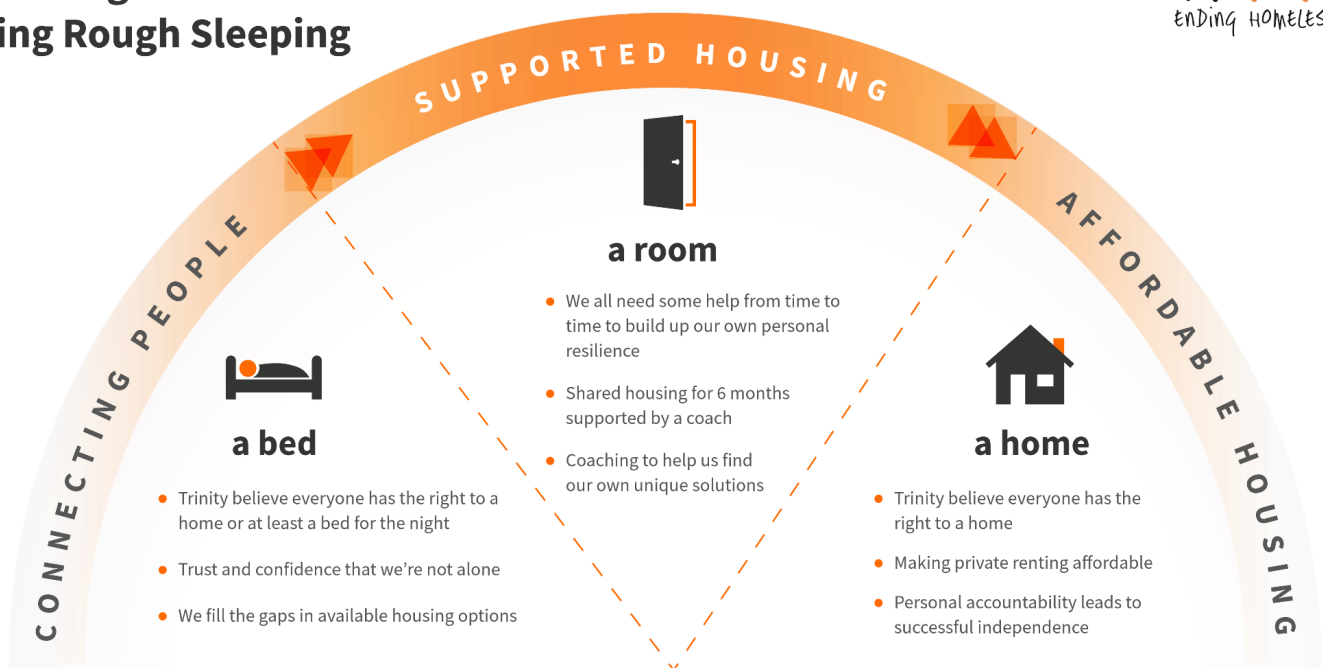 ing Rough Sleeping
ENDING
CONNECTING PEOPLE
SUPPORTED HOUSING
AFFORDABLE HOUSING
a bed
Trinity believe everyone has the right to a
home or at least a bed for the night
Trust and confidence that we’re not alone
We fill the gaps in available housing options
a room
We all need some help from time to
time to build up our own personal
resilience
Shared housing for 6 months
supported by a coach
Coaching to help us find
our own unique solutions
a home
Trinity believe everyone has the
right to a home
Making private renting affordable
Personal accountability leads to
successful independence